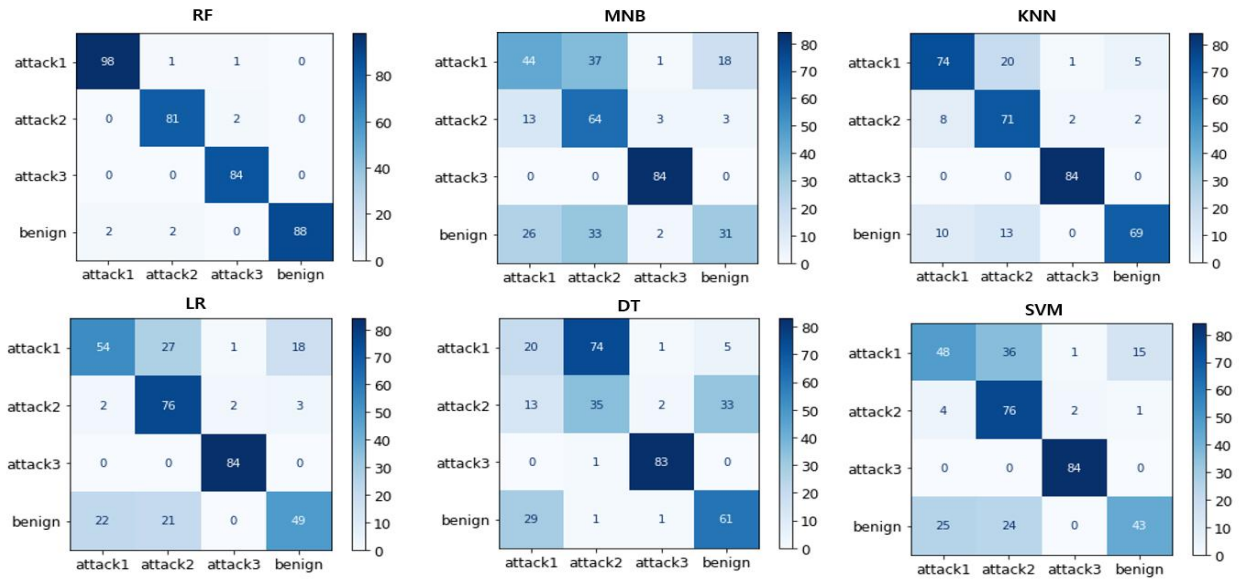 RF
attack1 98 1 1 0
attack2 0 81 2 0
attack3 0 0 84 0
benign 2 2 0 88
attack1 attack2 attack3 benign
80
60
40
20
0
MNB
attack1 44 37 1 18
attack2 13 64 3 3
attack3 0 0 84 0
benign 26 33 2 31
attack1 attack2 attack3 benign
80
70
60
50
40
30
20
10
0
KNN
attack1 74 20 1 5
attack2 8 71 2 2
attack3 0 0 84 0
benign 10 13 0 69
attack1 attack2 attack3 benign
80
70
60
50
40
30
20
10
0
LR
attack1 54 27 1 18
attack2 2 76 2 3
attack3 0 0 84 0
benign 22 21 0 49
attack1 attack2 attack3 benign
80
70
60
50
40
30
20
10
0
DT
attack1 20 74 1 5
attack2 13 35 2 33
attack3 0 1 83 0
benign 29 1 1 61
attack1 attack2 attack3 benign
80
70
60
50
40
30
20
10
0
SVM
attack1 48 36 1 15
attack2 4 76 2 1
attack3 0 0 84 0
benign 25 24 0 43
attack1 attack2 attack3 benign
80
70
60
50
40
30
20
10
0